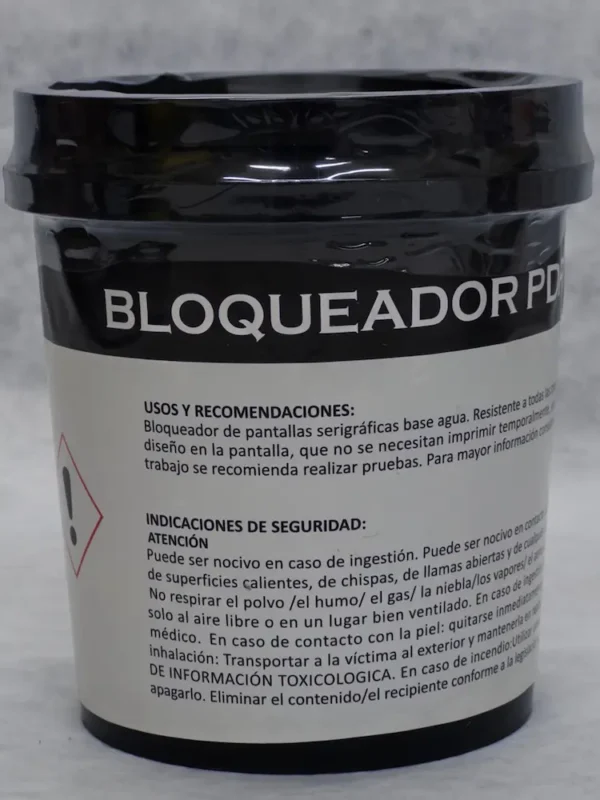 BLOQUEADOR PD
USOS Y RECOMENDACIONES:
Bloqueador de pantallas serigráficas base agua. Resistente a todas
diseño en la pantalla, que no se necesitan imprimir temporalmente,
trabajo se recomienda realizar pruebas. Para mayor información
INDICACIONES DE SEGURIDAD:
ATENCIÓN
Puede ser nocivo en caso de ingestión. Puede ser nocivo en contacto
de superficies calientes, de chispas, de llamas abiertas y de cualquier
No respirar el polvo /el humo/ el gas/ la niebla/los vapores/ el
solo al aire libre o en un lugar bien ventilado. En caso de ingestión
médico. En caso de contacto con la piel: quitarse inmediatamente
inhalación: Transportar a la víctima al exterior y mantenerla en
DE INFORMACIÓN TOXICOLOGICA. En caso de incendio:Utilizar
apagarlo. Eliminar el contenido/el recipiente conforme a la